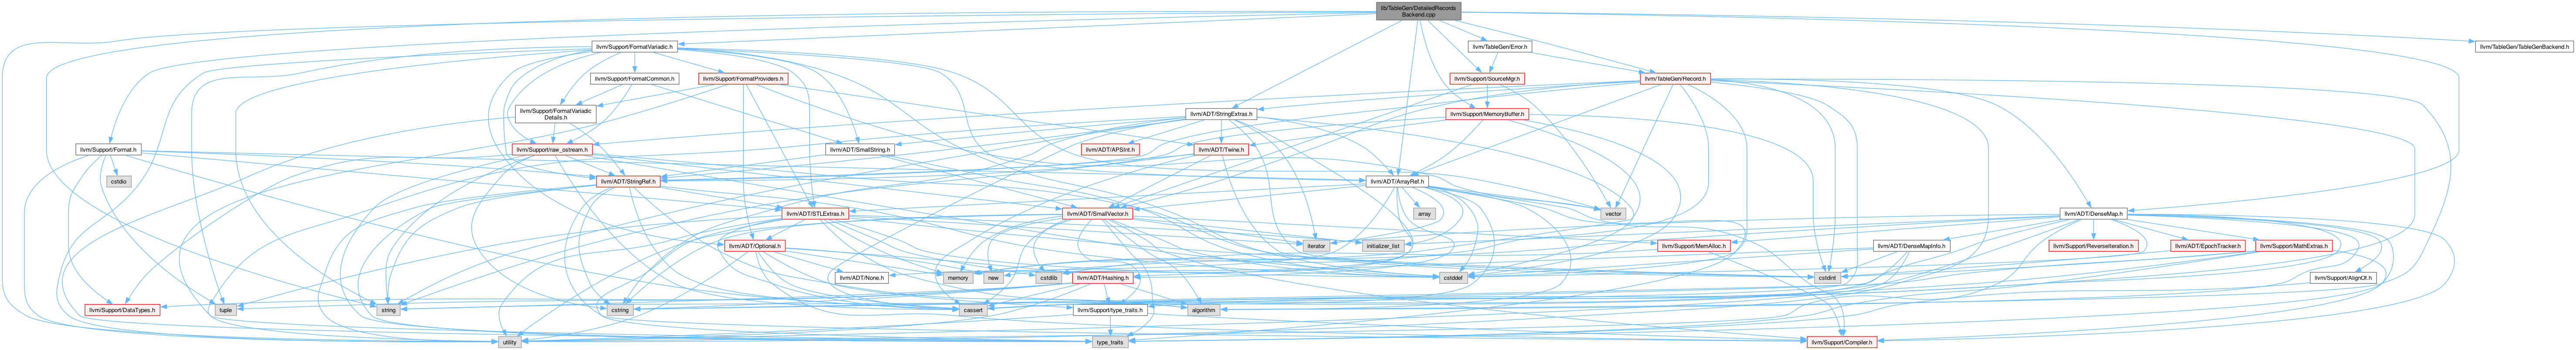 lib/TableGen/DetailedRecords
Backend.cpp
llvm/Support/FormatVariadic.h
llvm/TableGen/Error.h
llvm/TableGen/TableGenBackend.h
llvm/Support/FormatCommon.h
llvm/Support/FormatProviders.h
llvm/Support/SourceMgr.h
llvm/TableGen/Record.h
llvm/Support/FormatVariadic
Details.h
llvm/ADT/StringExtras.h
llvm/Support/MemoryBuffer.h
llvm/Support/Format.h
llvm/Support/raw_ostream.h
llvm/ADT/SmallString.h
llvm/ADT/APSInt.h
llvm/ADT/Twine.h
cstdio
llvm/ADT/StringRef.h
llvm/ADT/ArrayRef.h
llvm/ADT/STLExtras.h
llvm/ADT/SmallVector.h
array
vector
llvm/ADT/DenseMap.h
llvm/ADT/Optional.h
iterator
initializer_list
llvm/Support/MemAlloc.h
llvm/ADT/DenseMapInfo.h
llvm/Support/ReverseIteration.h
llvm/ADT/EpochTracker.h
llvm/Support/MathExtras.h
llvm/ADT/None.h
memory
new
cstdlib
llvm/ADT/Hashing.h
cstddef
cstdint
llvm/Support/AlignOf.h
llvm/Support/DataTypes.h
tuple
string
cstring
cassert
llvm/Support/type_traits.h
algorithm
utility
type_traits
llvm/Support/Compiler.h